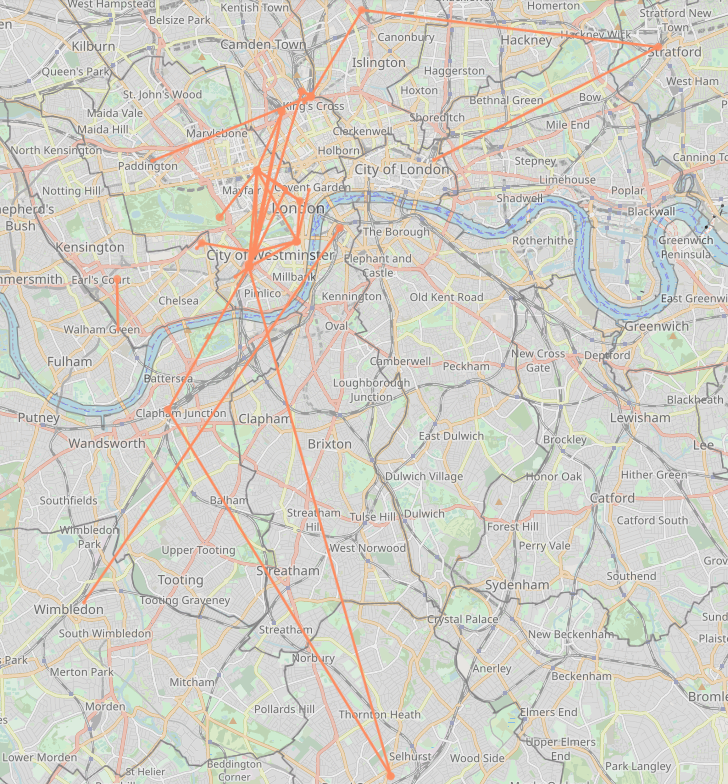 West Hampstead
Kentish Town
Homerton
Stratford New
Town
Belsize Park
Kilburn
Camden Town
Canonbury
Hackney
Hackney Wick
Stratford
Islington
Queen's Park
Haggerston
West Ham
St. John's Wood
Hoxton
Bethnal Green
Bow
King's Cross
Maida Vale
Shoreditch
Maida Hill
Marylebone
Clerkenwell
Mile End
North Kensington
Holborn
Canning To
Paddington
City of London
Stepney
Limehouse
Notting Hill
Mayfair
Covent Garden
Poplar
Shadwell
London
Blackwall
epherd's
Bush
The Borough
Rotherhithe
Greenwich
Peninsula
Kensington
City of Westminster
Elephant and
Castle
mmersmith
Earl's Court
Millbank
Pimlico
Chelsea
Kennington
Old Kent Road
East Greenwi
Walham Green
Oval
Greenwich
Fulham
Camberwell
Peckham
New Cross
Gate
Deptford
Battersea
Loughborough
Junction
Blackheath
Putney
Clapham Junction
Clapham
Lewisham
Wandsworth
Brixton
East Dulwich
Brockley
Lee
Dulwich Village
Honor Oak
Hither Green
Southfields
Balham
Catford
Streatham
Hill
Tulse Hill
Dulwich
Forest Hill
Catford South
Wimbledon
Park
Upper Tooting
West Norwood
Perry Vale
Grov
Tooting
Streatham
Southend
Sydenham
Wimbledon
Tooting Graveney
Crystal Palace
South Wimbledon
Streatham
New Beckenham
Sund
Plaisto
s Park
Merton Park
Norbury
Anerley
Beckenham
Mitcham
Bromle
Morden
Pollards Hill
Thornton Heath
Elmers End
Upper Elmers
End
Lower Morden
St Helier
Beddington
Corner
Selhurst
Wood Side
Park Langley